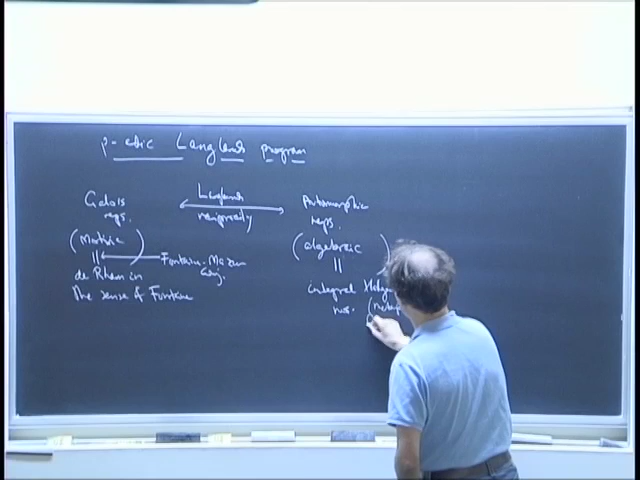 p-adic Langlands program
Galois
reps.
Langlands
reciprocity
Automorphic
reps.
(Motivic)
(algebraic)
Fontaine-Mazur
Conj.
de Rham in
the sense of Fontaine
integral Hodge
nos.